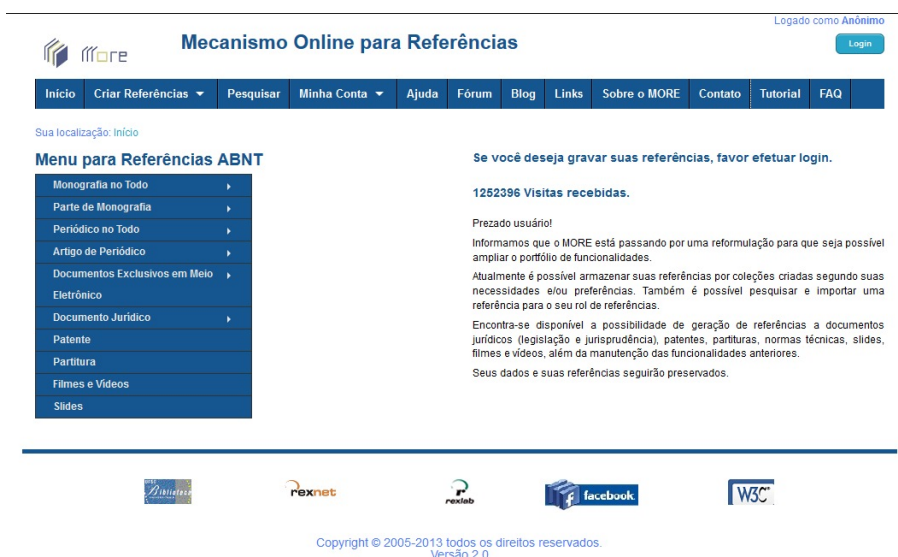 Logado como Anônimo
more
Mecanismo Online para Referências
Login
Início Criar Referências Pesquisar Minha Conta Ajuda Fórum Blog Links Sobre o MORE Contato Tutorial FAQ
Sua localização: Início
Menu para Referências ABNT
Monografia no Todo
Parte de Monografia
Periódico no Todo
Artigo de Periódico
Documentos Exclusivos em Meio
Eletrônico
Documento Jurídico
Patente
Partitura
Filmes e Vídeos
Slides
Se você deseja gravar suas referências, favor efetuar login.
1252396 Visitas recebidas.
Prezado usuário!
Informamos que o MORE está passando por uma reformulação para que seja possível
ampliar o portfólio de funcionalidades.
Atualmente é possível armazenar suas referências por coleções criadas segundo suas
necessidades e/ou preferências. Também é possível pesquisar e importar uma
referência para o seu rol de referências.
Encontra-se disponível a possibilidade de geração de referências a documentos
jurídicos (legislação e jurisprudência), patentes, partituras, normas técnicas, slides,
filmes e vídeos, além da manutenção das funcionalidades anteriores.
Seus dados e suas referências seguirão preservados.
Biblioteca
rexnet
rexlab
facebook
W3C
Copyright © 2005-2013 todos os direitos reservados.
Versão 2.0